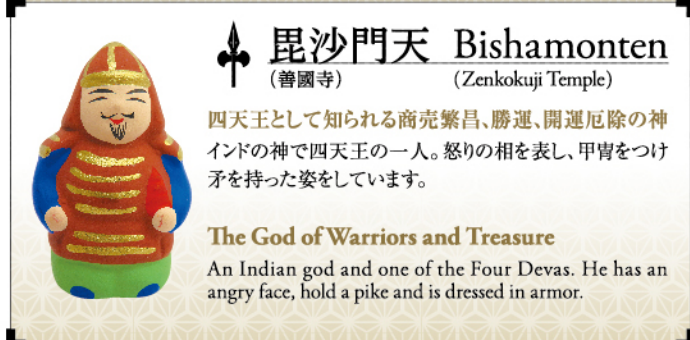 毘沙門天 Bishamonten
（善國寺） （Zenkokuji Temple）
四天王として知られる商売繁昌、勝運、開運厄除の神
インドの神で四天王の一人。怒りの相を表し、甲冑をつけ
矛を持った姿をしています。
The God of Warriors and Treasure
An Indian god and one of the Four Devas. He has an
angry face, hold a pike and is dressed in armor.